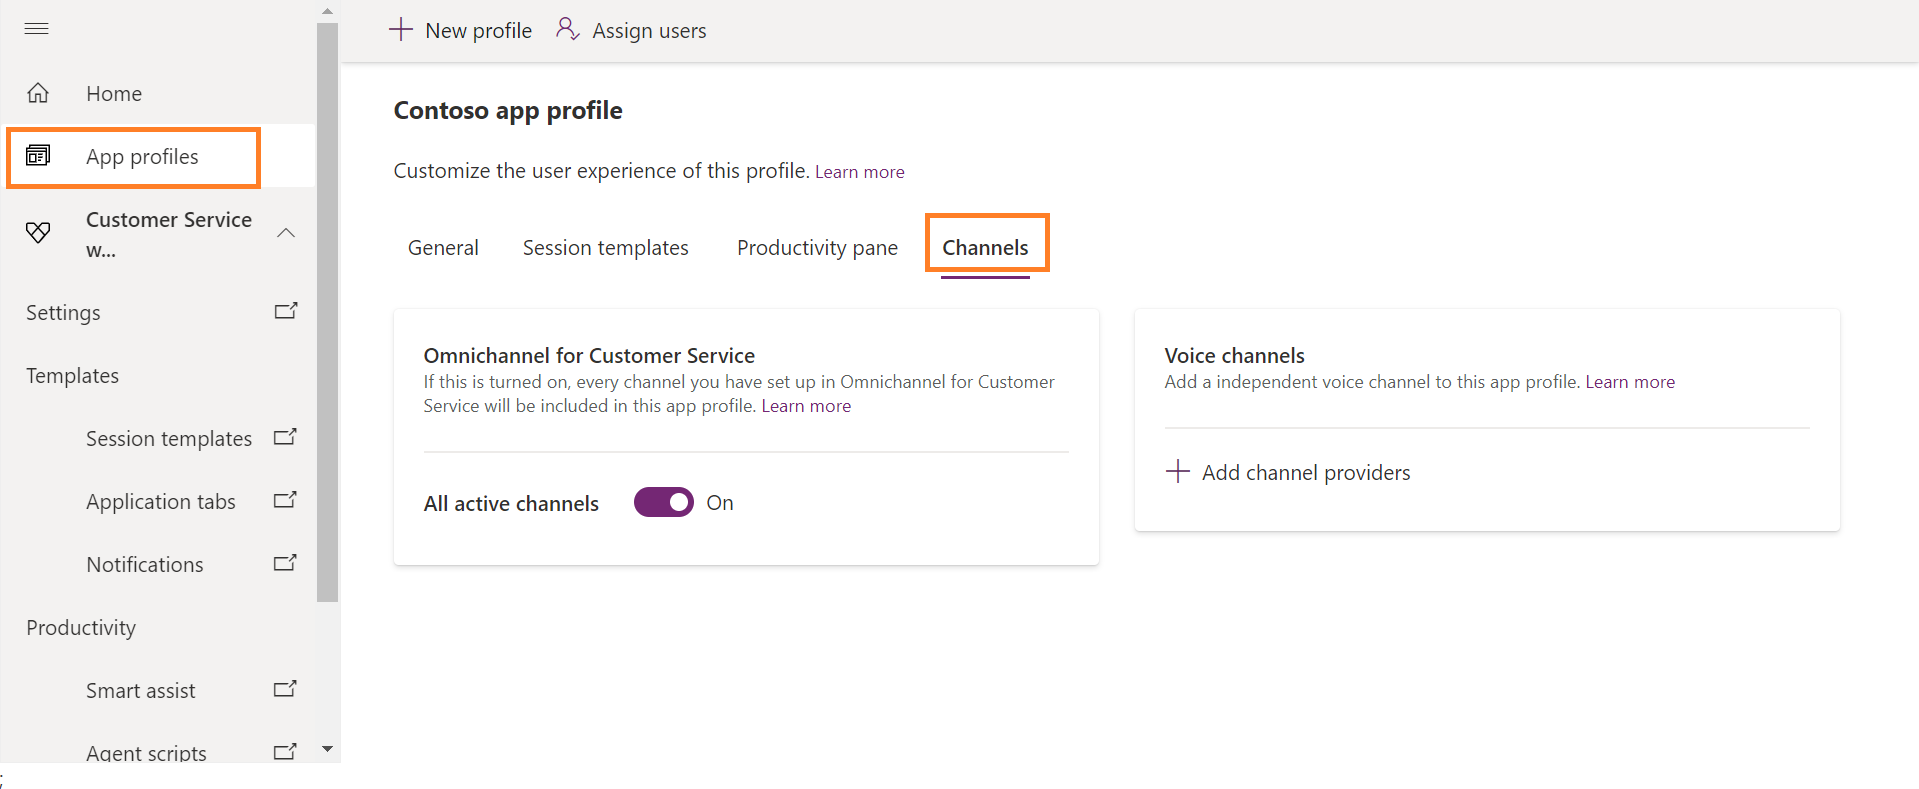 New profile
Assign users
Home
App profiles
Customer Service
w...
Settings
Templates
Session templates
Application tabs
Notifications
Productivity
Smart assist
Agent scripts
Contoso app profile
Customize the user experience of this profile. Learn more
General
Session templates
Productivity pane
Channels
Omnichannel for Customer Service
If this is turned on, every channel you have set up in Omnichannel for Customer
Service will be included in this app profile. Learn more
All active channels
On
Voice channels
Add a independent voice channel to this app profile. Learn more
Add channel providers
;